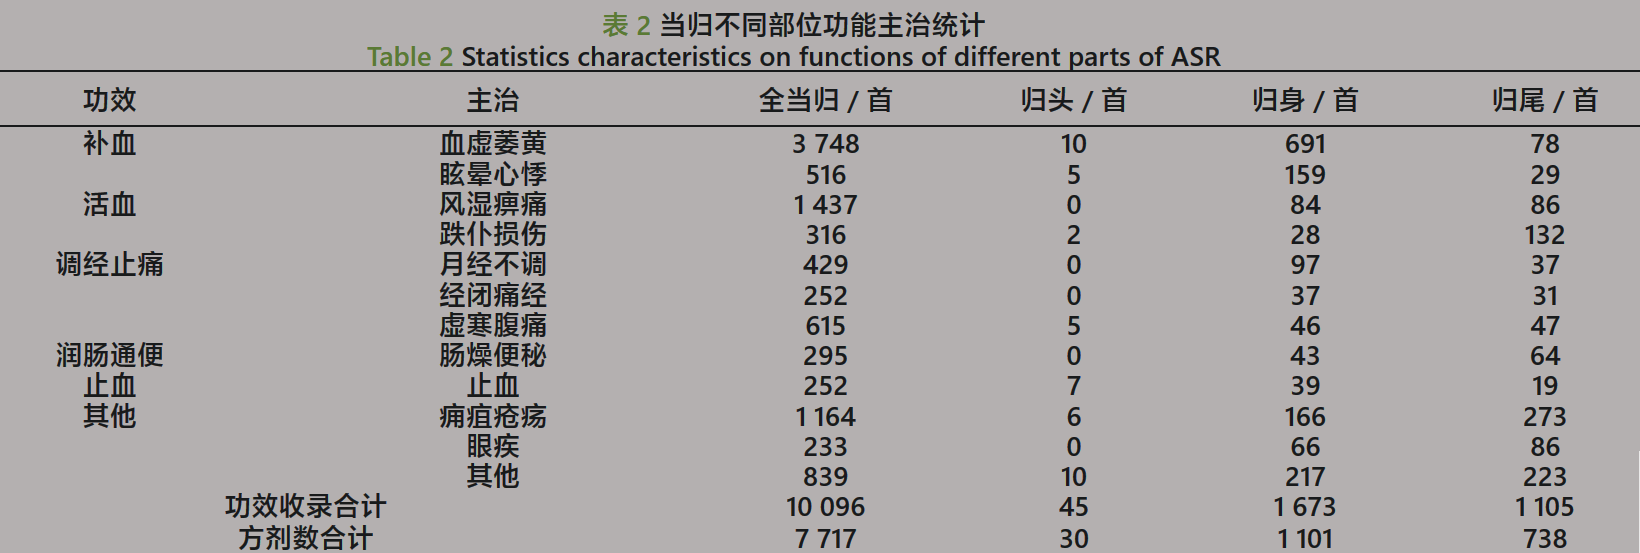 表 2 当归不同部位功能主治统计
Table 2 Statistics characteristics on functions of different parts of ASR
功效 主治 全当归 / 首 归头 / 首 归身 / 首 归尾 / 首
补血 血虚萎黄 3 748 10 691 78
眩晕心悸 516 5 159 29
活血 风湿痹痛 1 437 0 84 86
跌仆损伤 316 2 28 132
调经止痛 月经不调 429 0 97 37
经闭痛经 252 0 37 31
虚寒腹痛 615 5 46 47
润肠通便 肠燥便秘 295 0 43 64
止血 止血 252 7 39 19
其他 痈疽疮疡 1 164 6 166 273
眼疾 233 0 66 86
其他 839 10 217 223
功效收录合计 10 096 45 1 673 1 105
方剂数合计 7 717 30 1 101 738